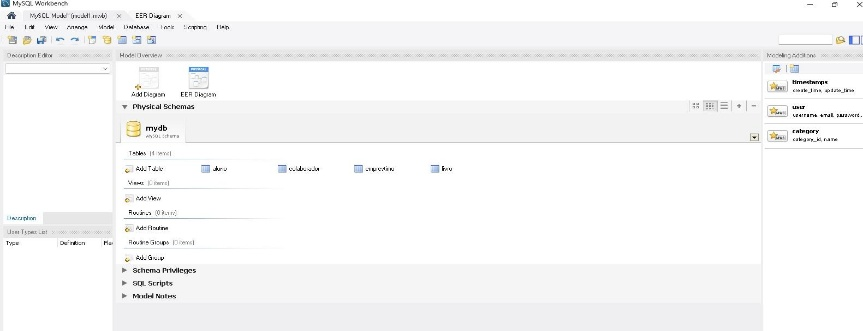 MySQL Workbench
MySQL Model* (model1.mwb) × EER Diagram ×
File Edit View Arrange Model Database Tools Scripting Help
Description Editor
Model Overview
Modeling Additions
Add Diagram
EER Diagram
timestamps
create_time, update_time
Physical Schemas
user
username, email, password,
mydb
MySQL Schema
category
category_id, name
Tables (4 items)
Add Table
aluno
colaborador
emprestimo
livro
Views (0 items)
Add View
Routines (0 items)
Add Routine
Routine Groups (0 items)
Add Group
Description
User Types List
Type Definition Flag
Schema Privileges
SQL Scripts
Model Notes